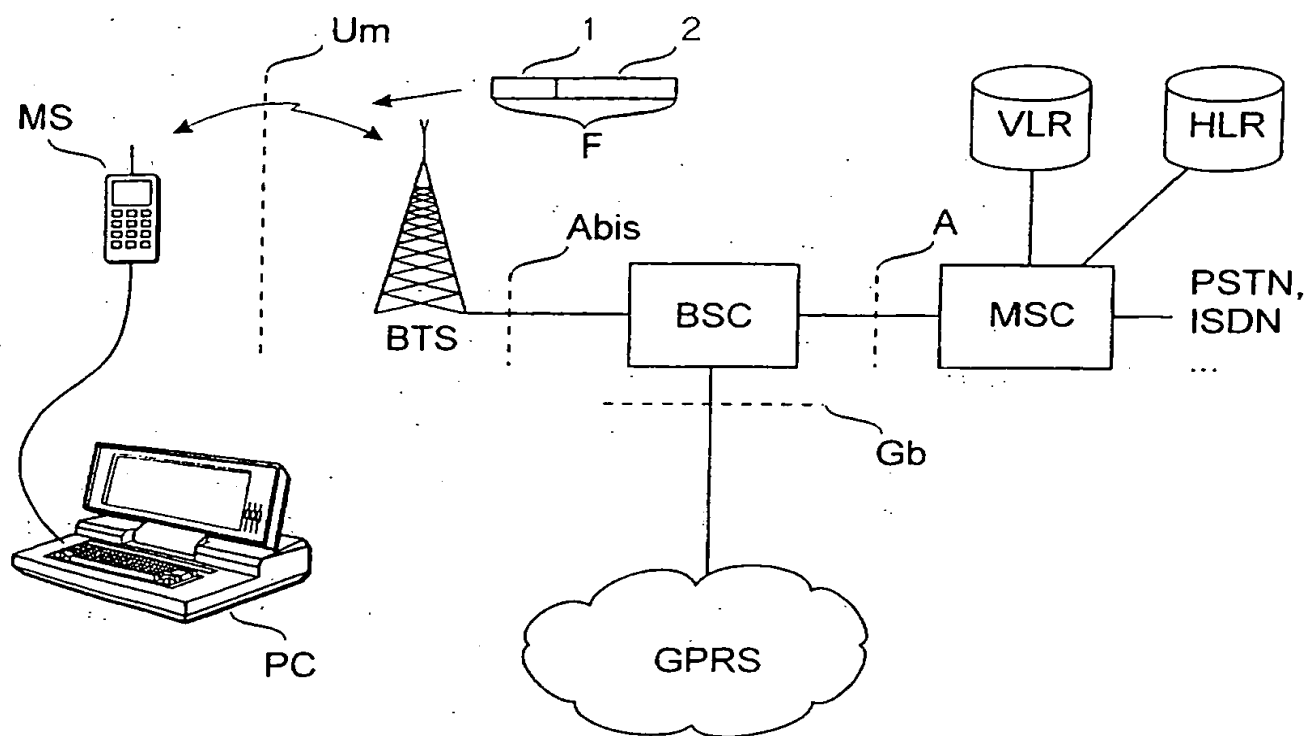 Um
1
2
F
MS
VLR
HLR
Abis
A
BTS
BSC
MSC
PSTN,
ISDN
...
Gb
PC
GPRS